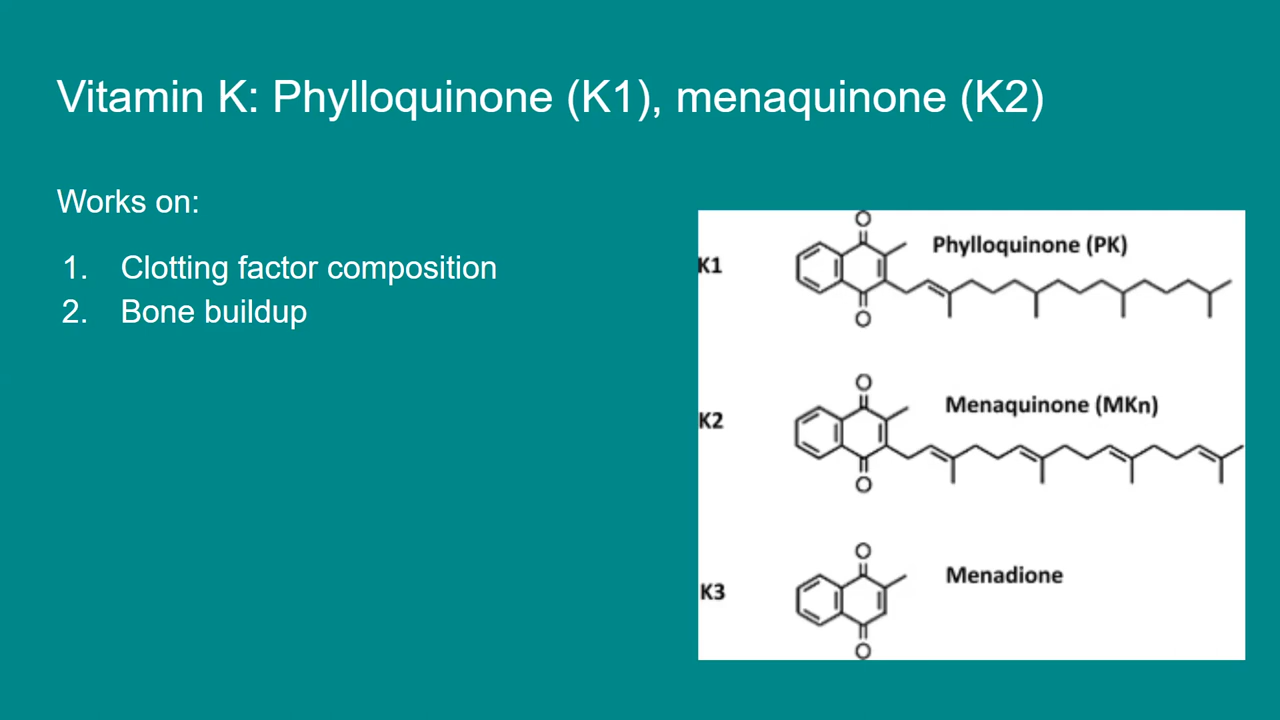 Vitamin K: Phylloquinone (K1), menaquinone (K2)
Works on:
1. Clotting factor composition
2. Bone buildup
O
K1
Phylloquinone (PK)
O
O
K2
Menaquinone (MKn)
O
O
K3
Menadione
O